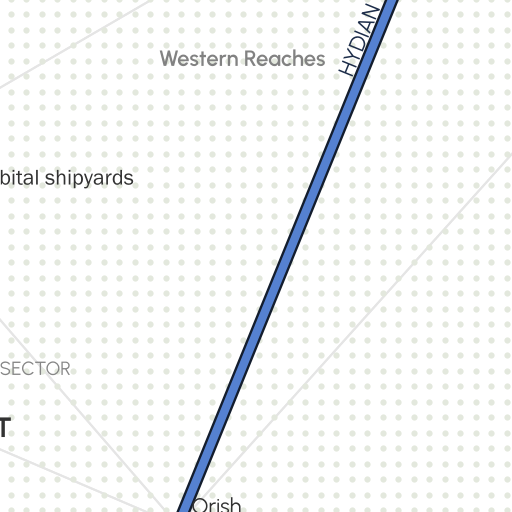 HYDIAN
Western Reaches
bital shipyards
SECTOR
T
Orish